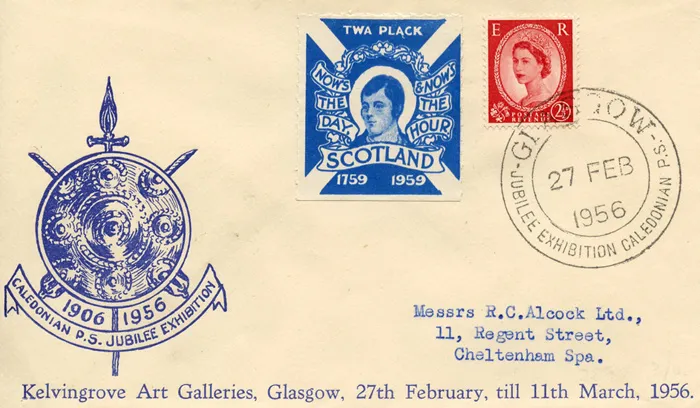 TWA PLACK
NOW'S THE DAY,
& NOW'S THE HOUR
SCOTLAND
1759 1959
E R
POSTAGE REVENUE
2½D
GLASGOW
27 FEB
1956
JUBILEE EXHIBITION CALEDONIAN P.S.
1906 1956
CALEDONIAN P.S. JUBILEE EXHIBITION
Messrs R.C.Alcock Ltd.,
11, Regent Street,
Cheltenham Spa.
Kelvingrove Art Galleries, Glasgow, 27th February, till 11th March, 1956.